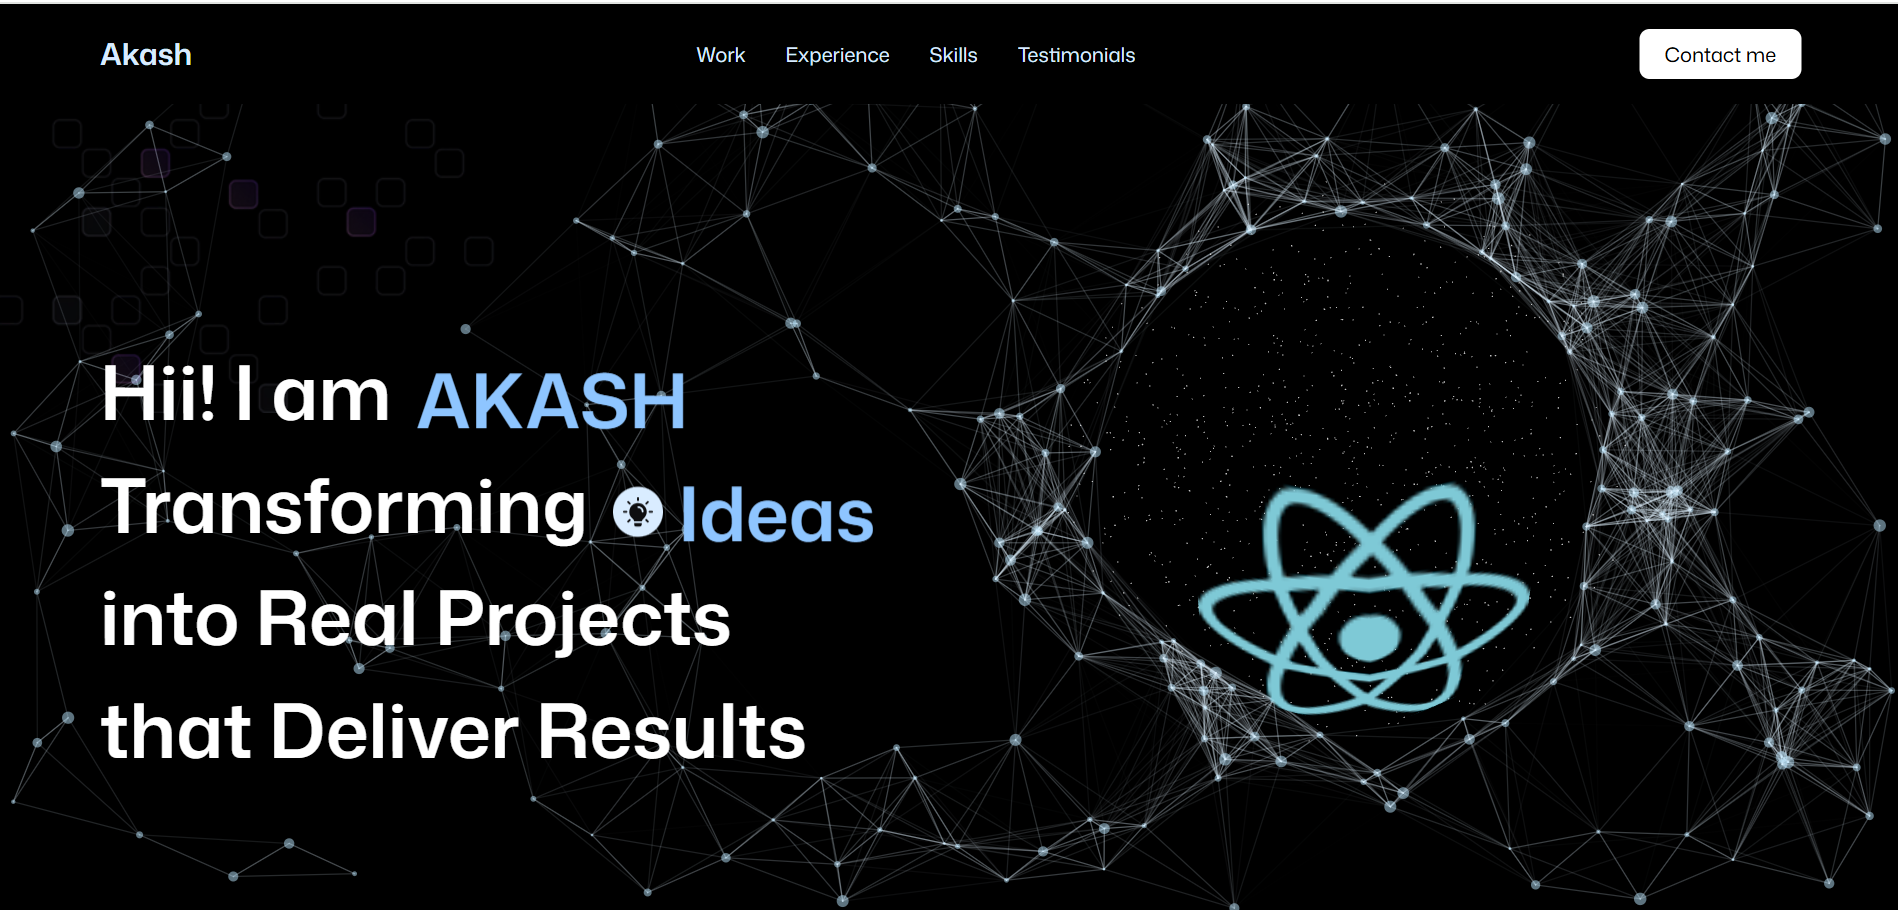 Akash
Work Experience Skills Testimonials
Contact me
Hii! I am AKASH
Transforming Ideas
into Real Projects
that Deliver Results